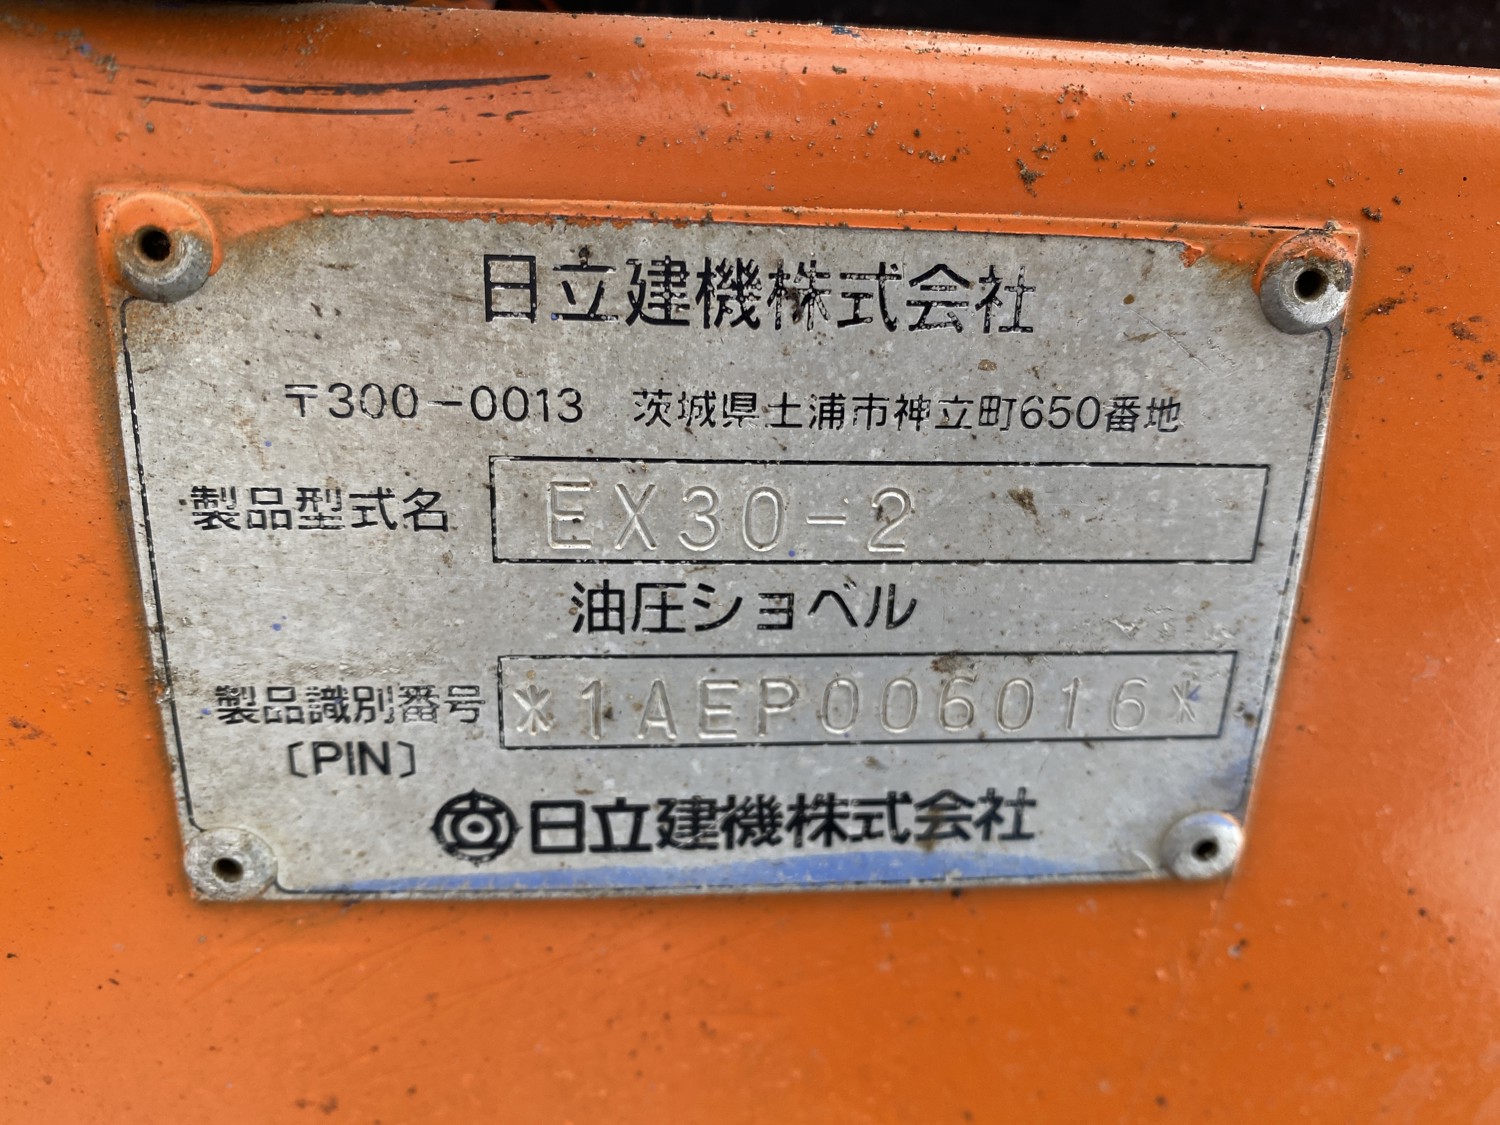 日立建機株式会社
〒300-0013 茨城県土浦市神立町650番地
製品型式名 EX30-2
油圧ショベル
製品識別番号 *1AEP006016*
〔PIN〕
日立建機株式会社